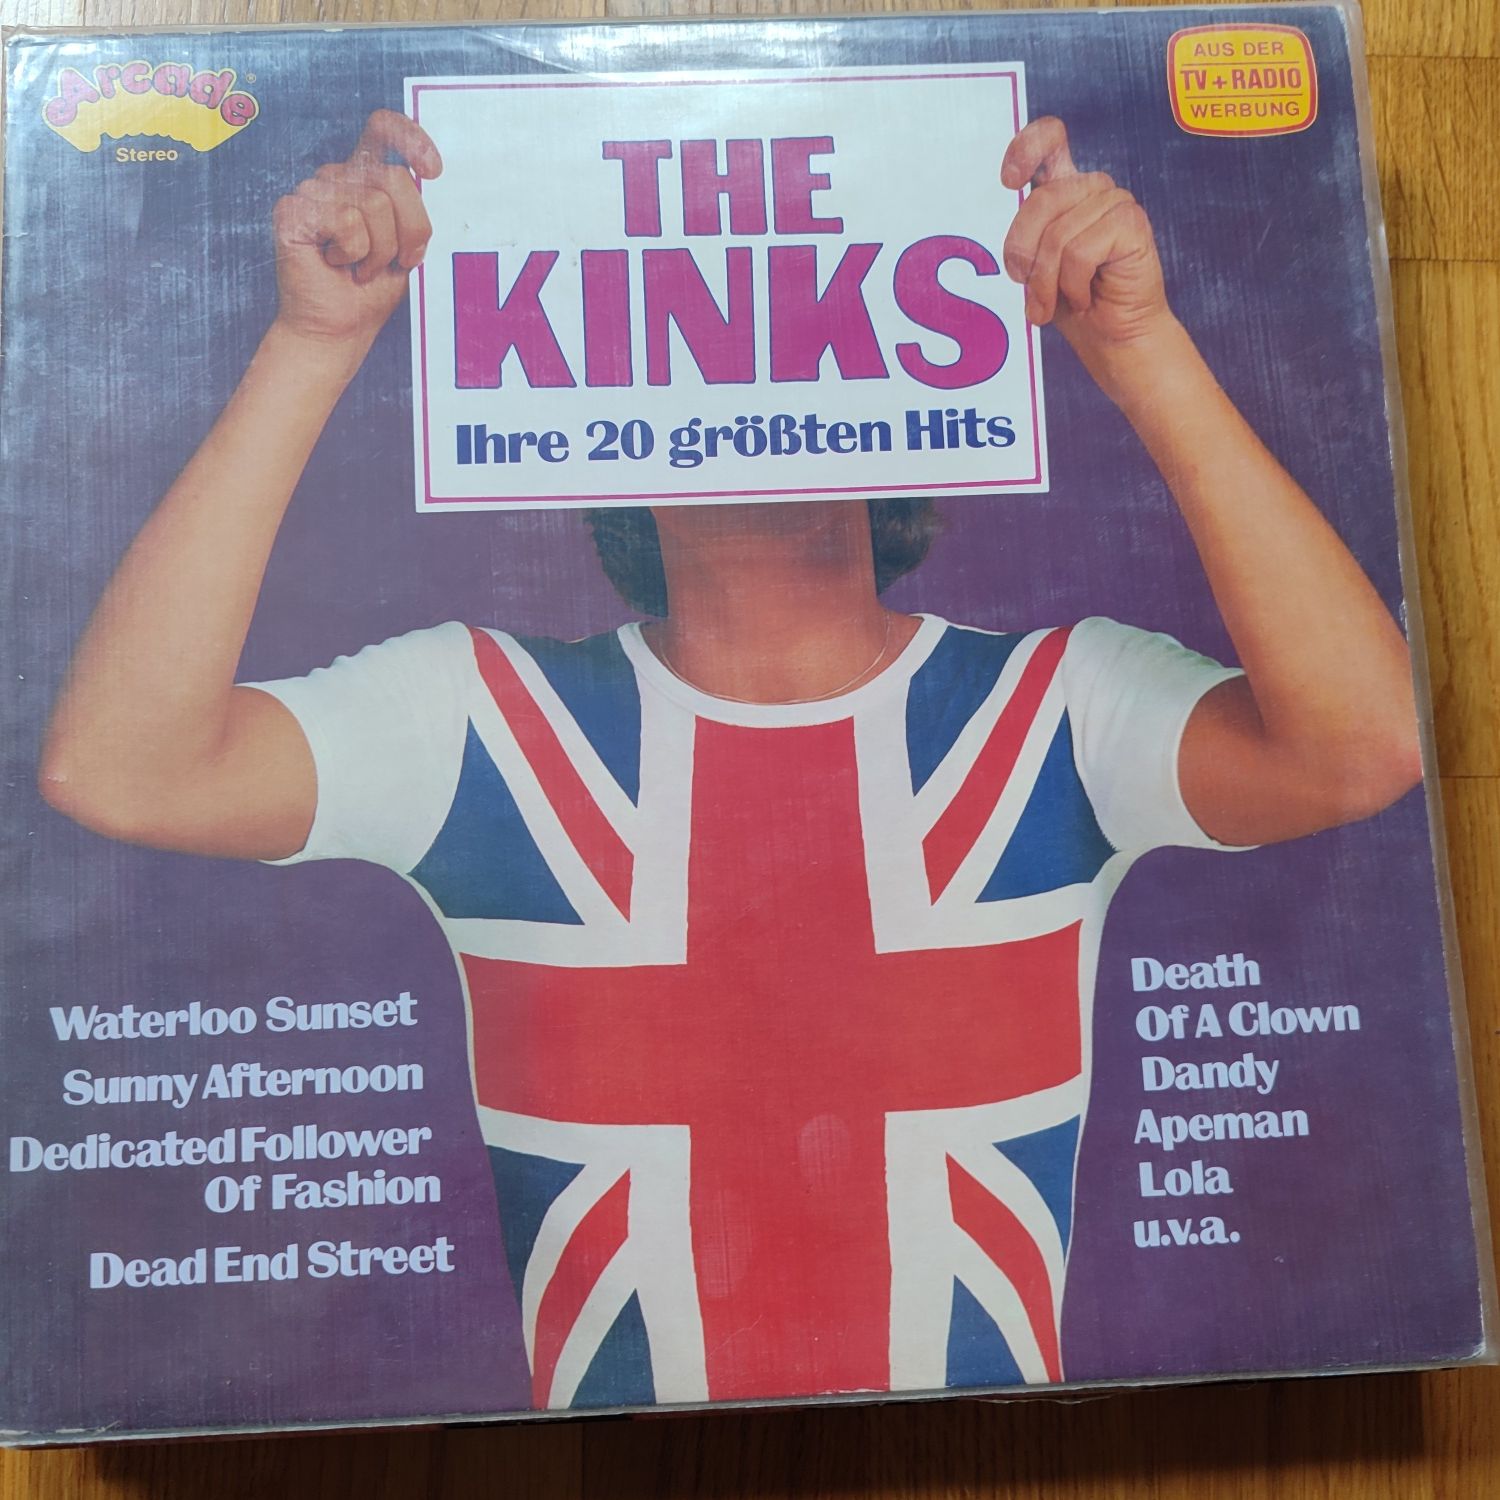 Arcade®
Stereo
AUS DER
TV+RADIO
WERBUNG
THE
KINKS
Ihre 20 größten Hits
Waterloo Sunset
Sunny Afternoon
Dedicated Follower
Of Fashion
Dead End Street
Death
Of A Clown
Dandy
Apeman
Lola
u.v.a.